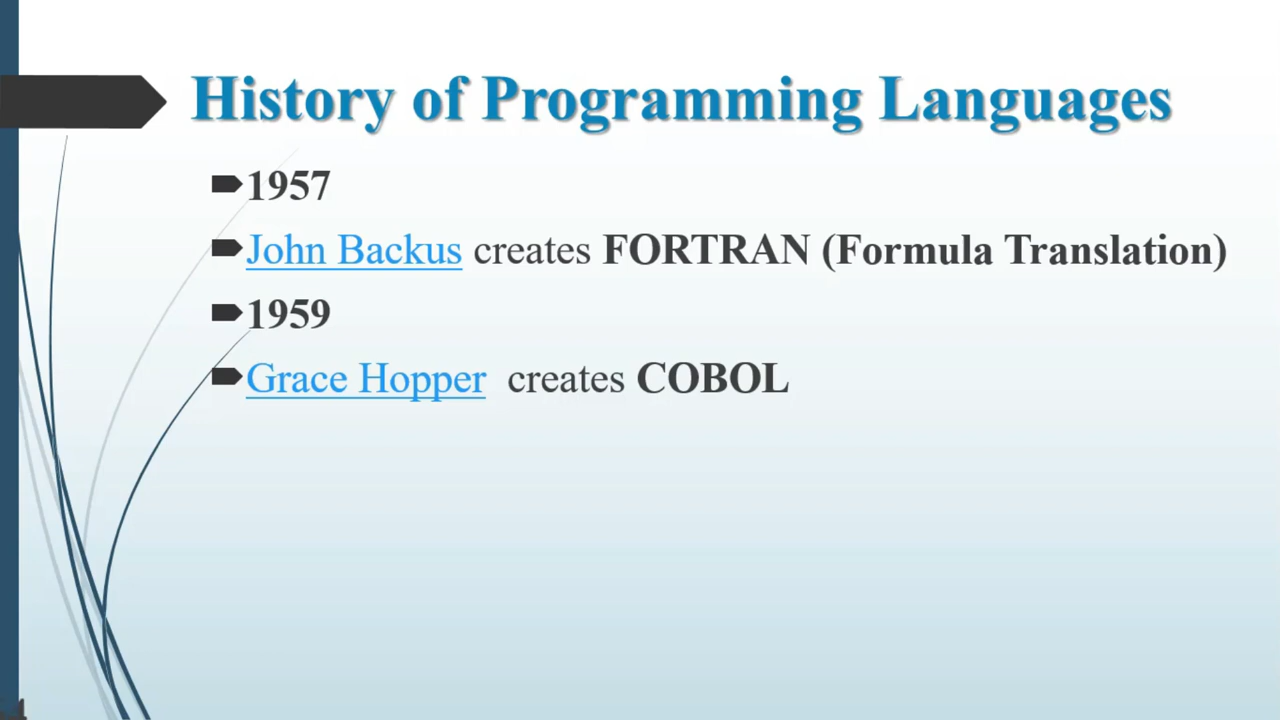 History of Programming Languages
1957
John Backus creates FORTRAN (Formula Translation)
1959
Grace Hopper creates COBOL